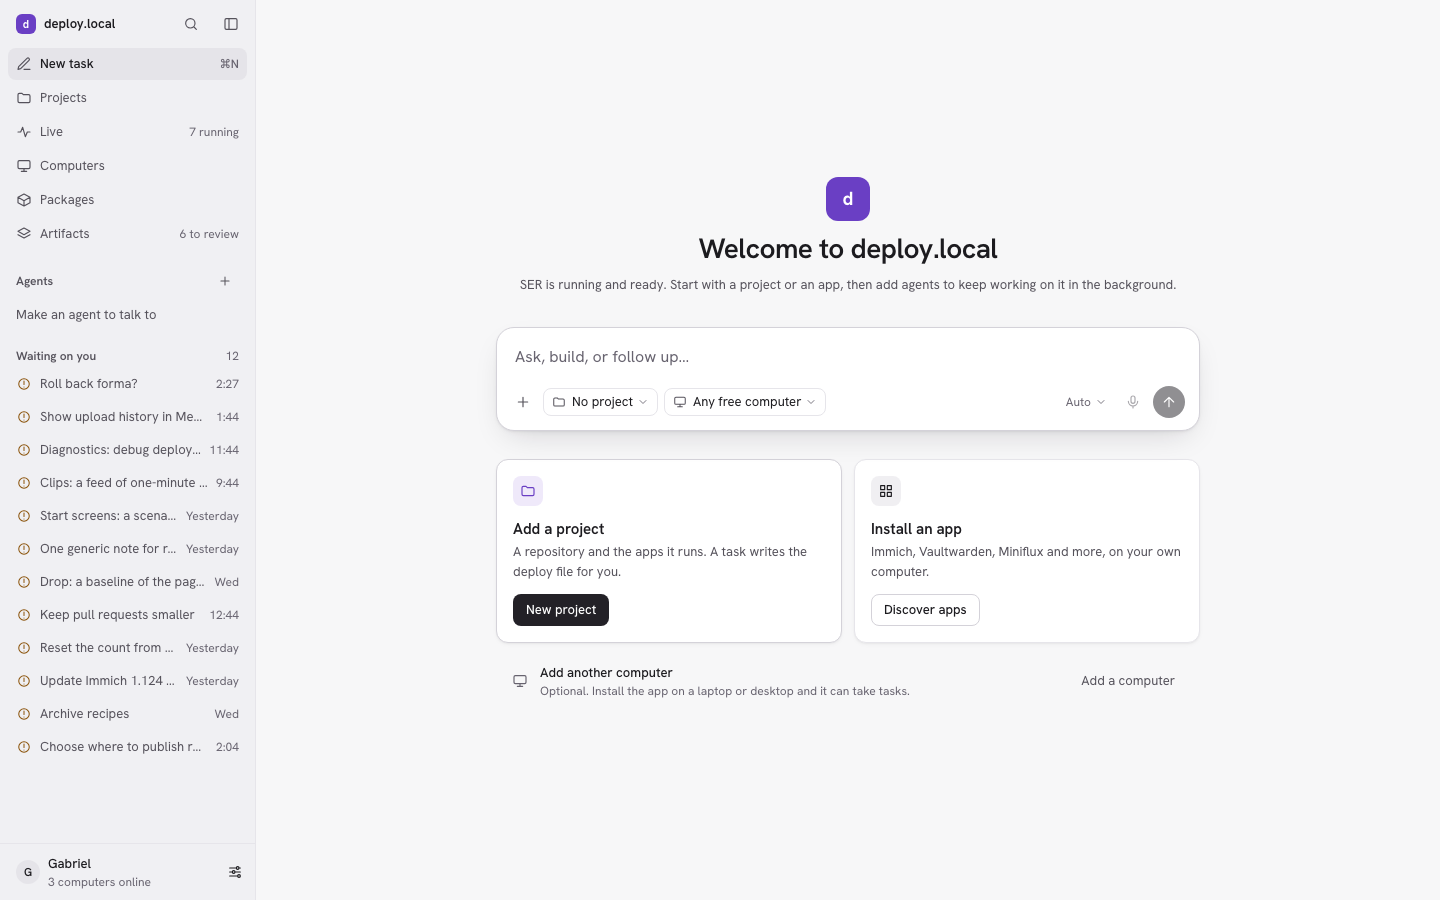 d deploy.local
New task ⌘N
Projects
Live 7 running
Computers
Packages
Artifacts 6 to review
Agents
Make an agent to talk to
Waiting on you 12
Roll back forma? 2:27
Show upload history in Me... 1:44
Diagnostics: debug deploy... 11:44
Clips: a feed of one-minute ... 9:44
Start screens: a scena... Yesterday
One generic note for r... Yesterday
Drop: a baseline of the pag... Wed
Keep pull requests smaller 12:44
Reset the count from ... Yesterday
Update Immich 1.124 ... Yesterday
Archive recipes Wed
Choose where to publish r... 2:04
G Gabriel
3 computers online
d
Welcome to deploy.local
SER is running and ready. Start with a project or an app, then add agents to keep working on it in the background.
Ask, build, or follow up...
No project Any free computer Auto
Add a project
A repository and the apps it runs. A task writes the
deploy file for you.
New project
Install an app
Immich, Vaultwarden, Miniflux and more, on your own
computer.
Discover apps
Add another computer
Optional. Install the app on a laptop or desktop and it can take tasks.
Add a computer